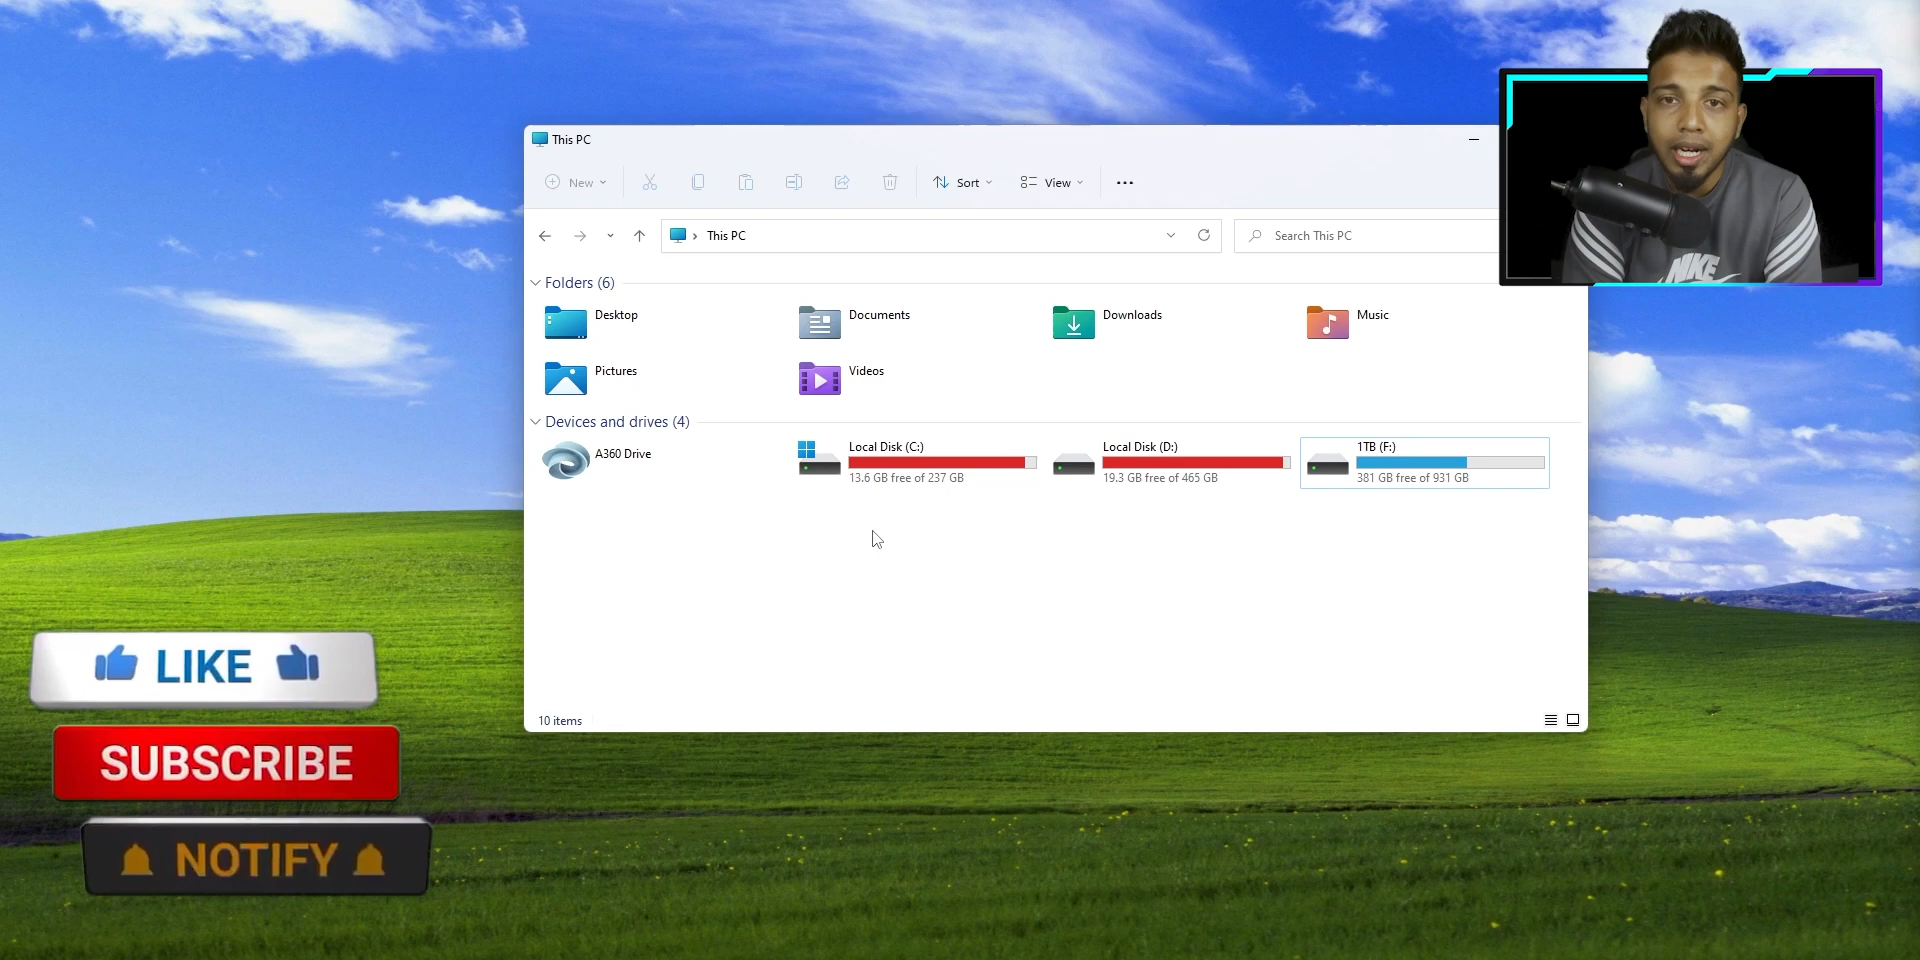 This PC
New
Sort
View
This PC
Search This PC
Folders (6)
Desktop
Documents
Downloads
Music
Pictures
Videos
Devices and drives (4)
A360 Drive
Local Disk (C:)
13.6 GB free of 237 GB
Local Disk (D:)
19.3 GB free of 465 GB
1TB (F:)
381 GB free of 931 GB
10 items
NIKE
LIKE
SUBSCRIBE
NOTIFY